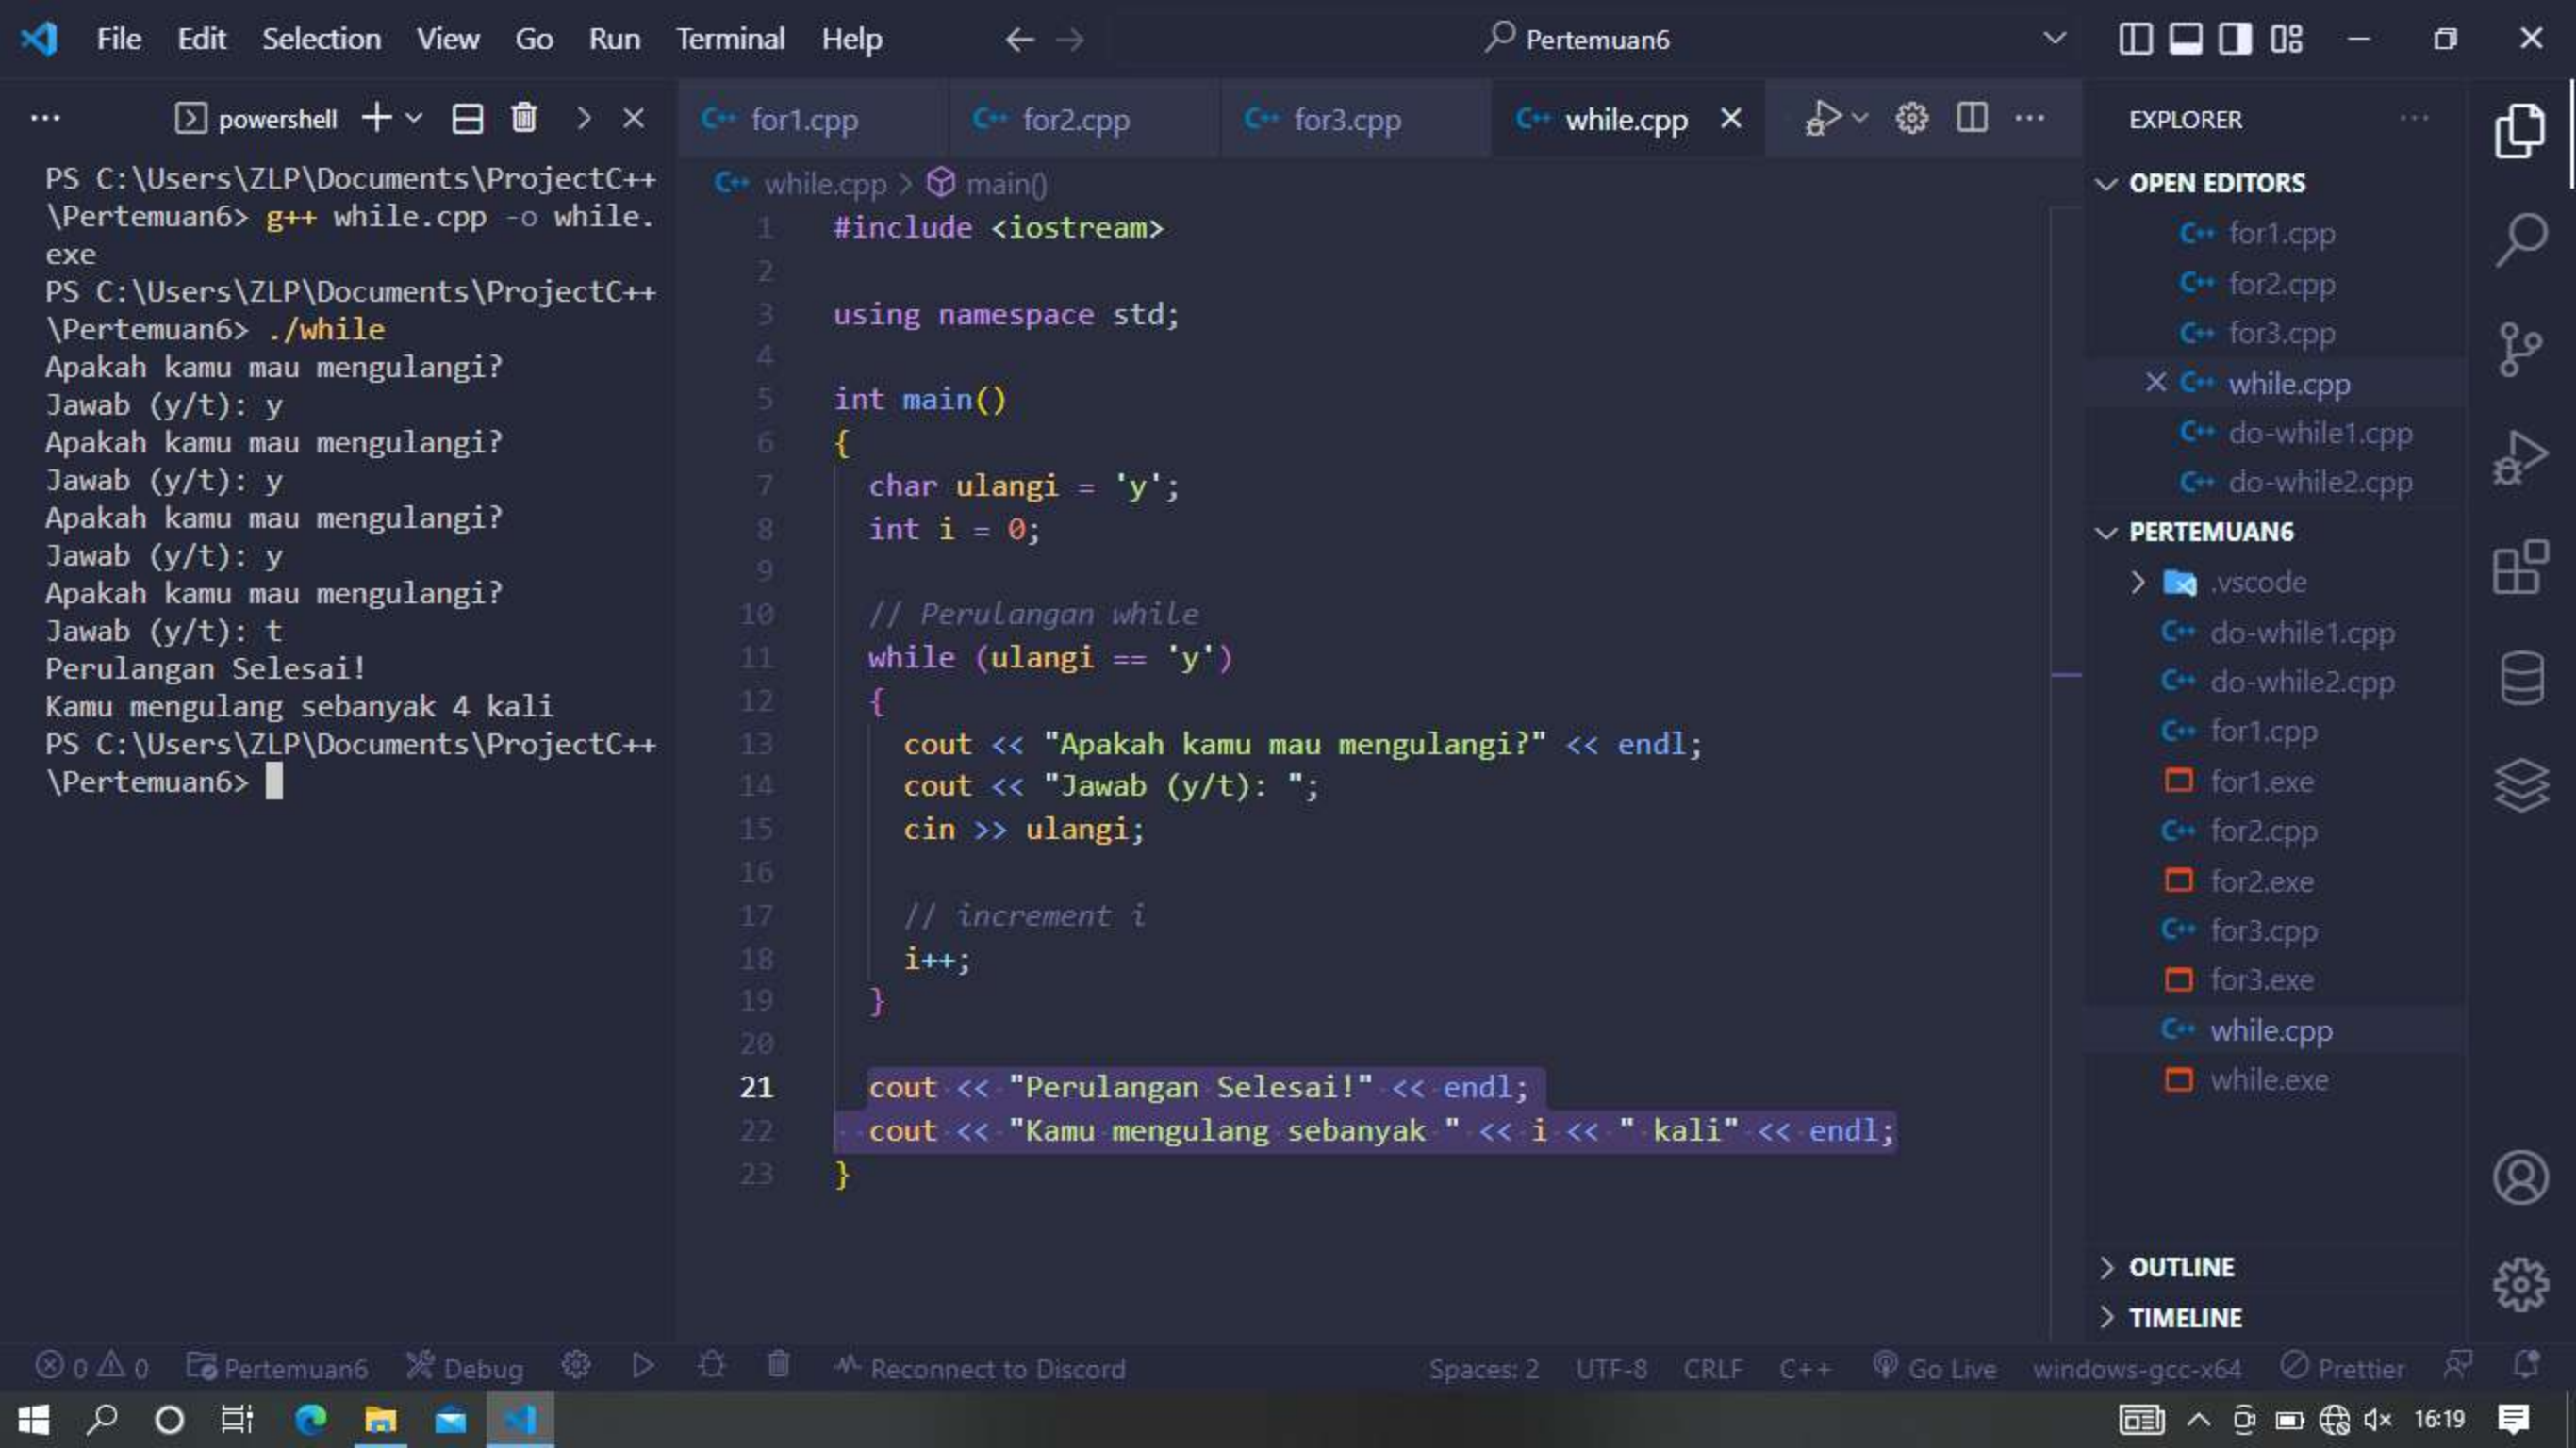 File Edit Selection View Go Run Terminal Help Pertemuan6
powershell
PS C:\Users\ZLP\Documents\ProjectC++
\Pertemuan6> g++ while.cpp -o while.
exe
PS C:\Users\ZLP\Documents\ProjectC++
\Pertemuan6> ./while
Apakah kamu mau mengulangi?
Jawab (y/t): y
Apakah kamu mau mengulangi?
Jawab (y/t): y
Apakah kamu mau mengulangi?
Jawab (y/t): y
Apakah kamu mau mengulangi?
Jawab (y/t): t
Perulangan Selesai!
Kamu mengulang sebanyak 4 kali
PS C:\Users\ZLP\Documents\ProjectC++
\Pertemuan6>
for1.cpp for2.cpp for3.cpp while.cpp
while.cpp > main()
1 #include <iostream>
2
3 using namespace std;
4
5 int main()
6 {
7 char ulangi = 'y';
8 int i = 0;
9
10 // Perulangan while
11 while (ulangi == 'y')
12 {
13 cout << "Apakah kamu mau mengulangi?" << endl;
14 cout << "Jawab (y/t): ";
15 cin >> ulangi;
16
17 // increment i
18 i++;
19 }
20
21 cout << "Perulangan Selesai!" << endl;
22 cout << "Kamu mengulang sebanyak " << i << " kali" << endl;
23 }
EXPLORER
OPEN EDITORS
for1.cpp
for2.cpp
for3.cpp
while.cpp
do-while1.cpp
do-while2.cpp
PERTEMUAN6
.vscode
do-while1.cpp
do-while2.cpp
for1.cpp
for1.exe
for2.cpp
for2.exe
for3.cpp
for3.exe
while.cpp
while.exe
OUTLINE
TIMELINE
0 0 Pertemuan6 Debug Reconnect to Discord Spaces: 2 UTF-8 CRLF C++ Go Live windows-gcc-x64 Prettier
16:19